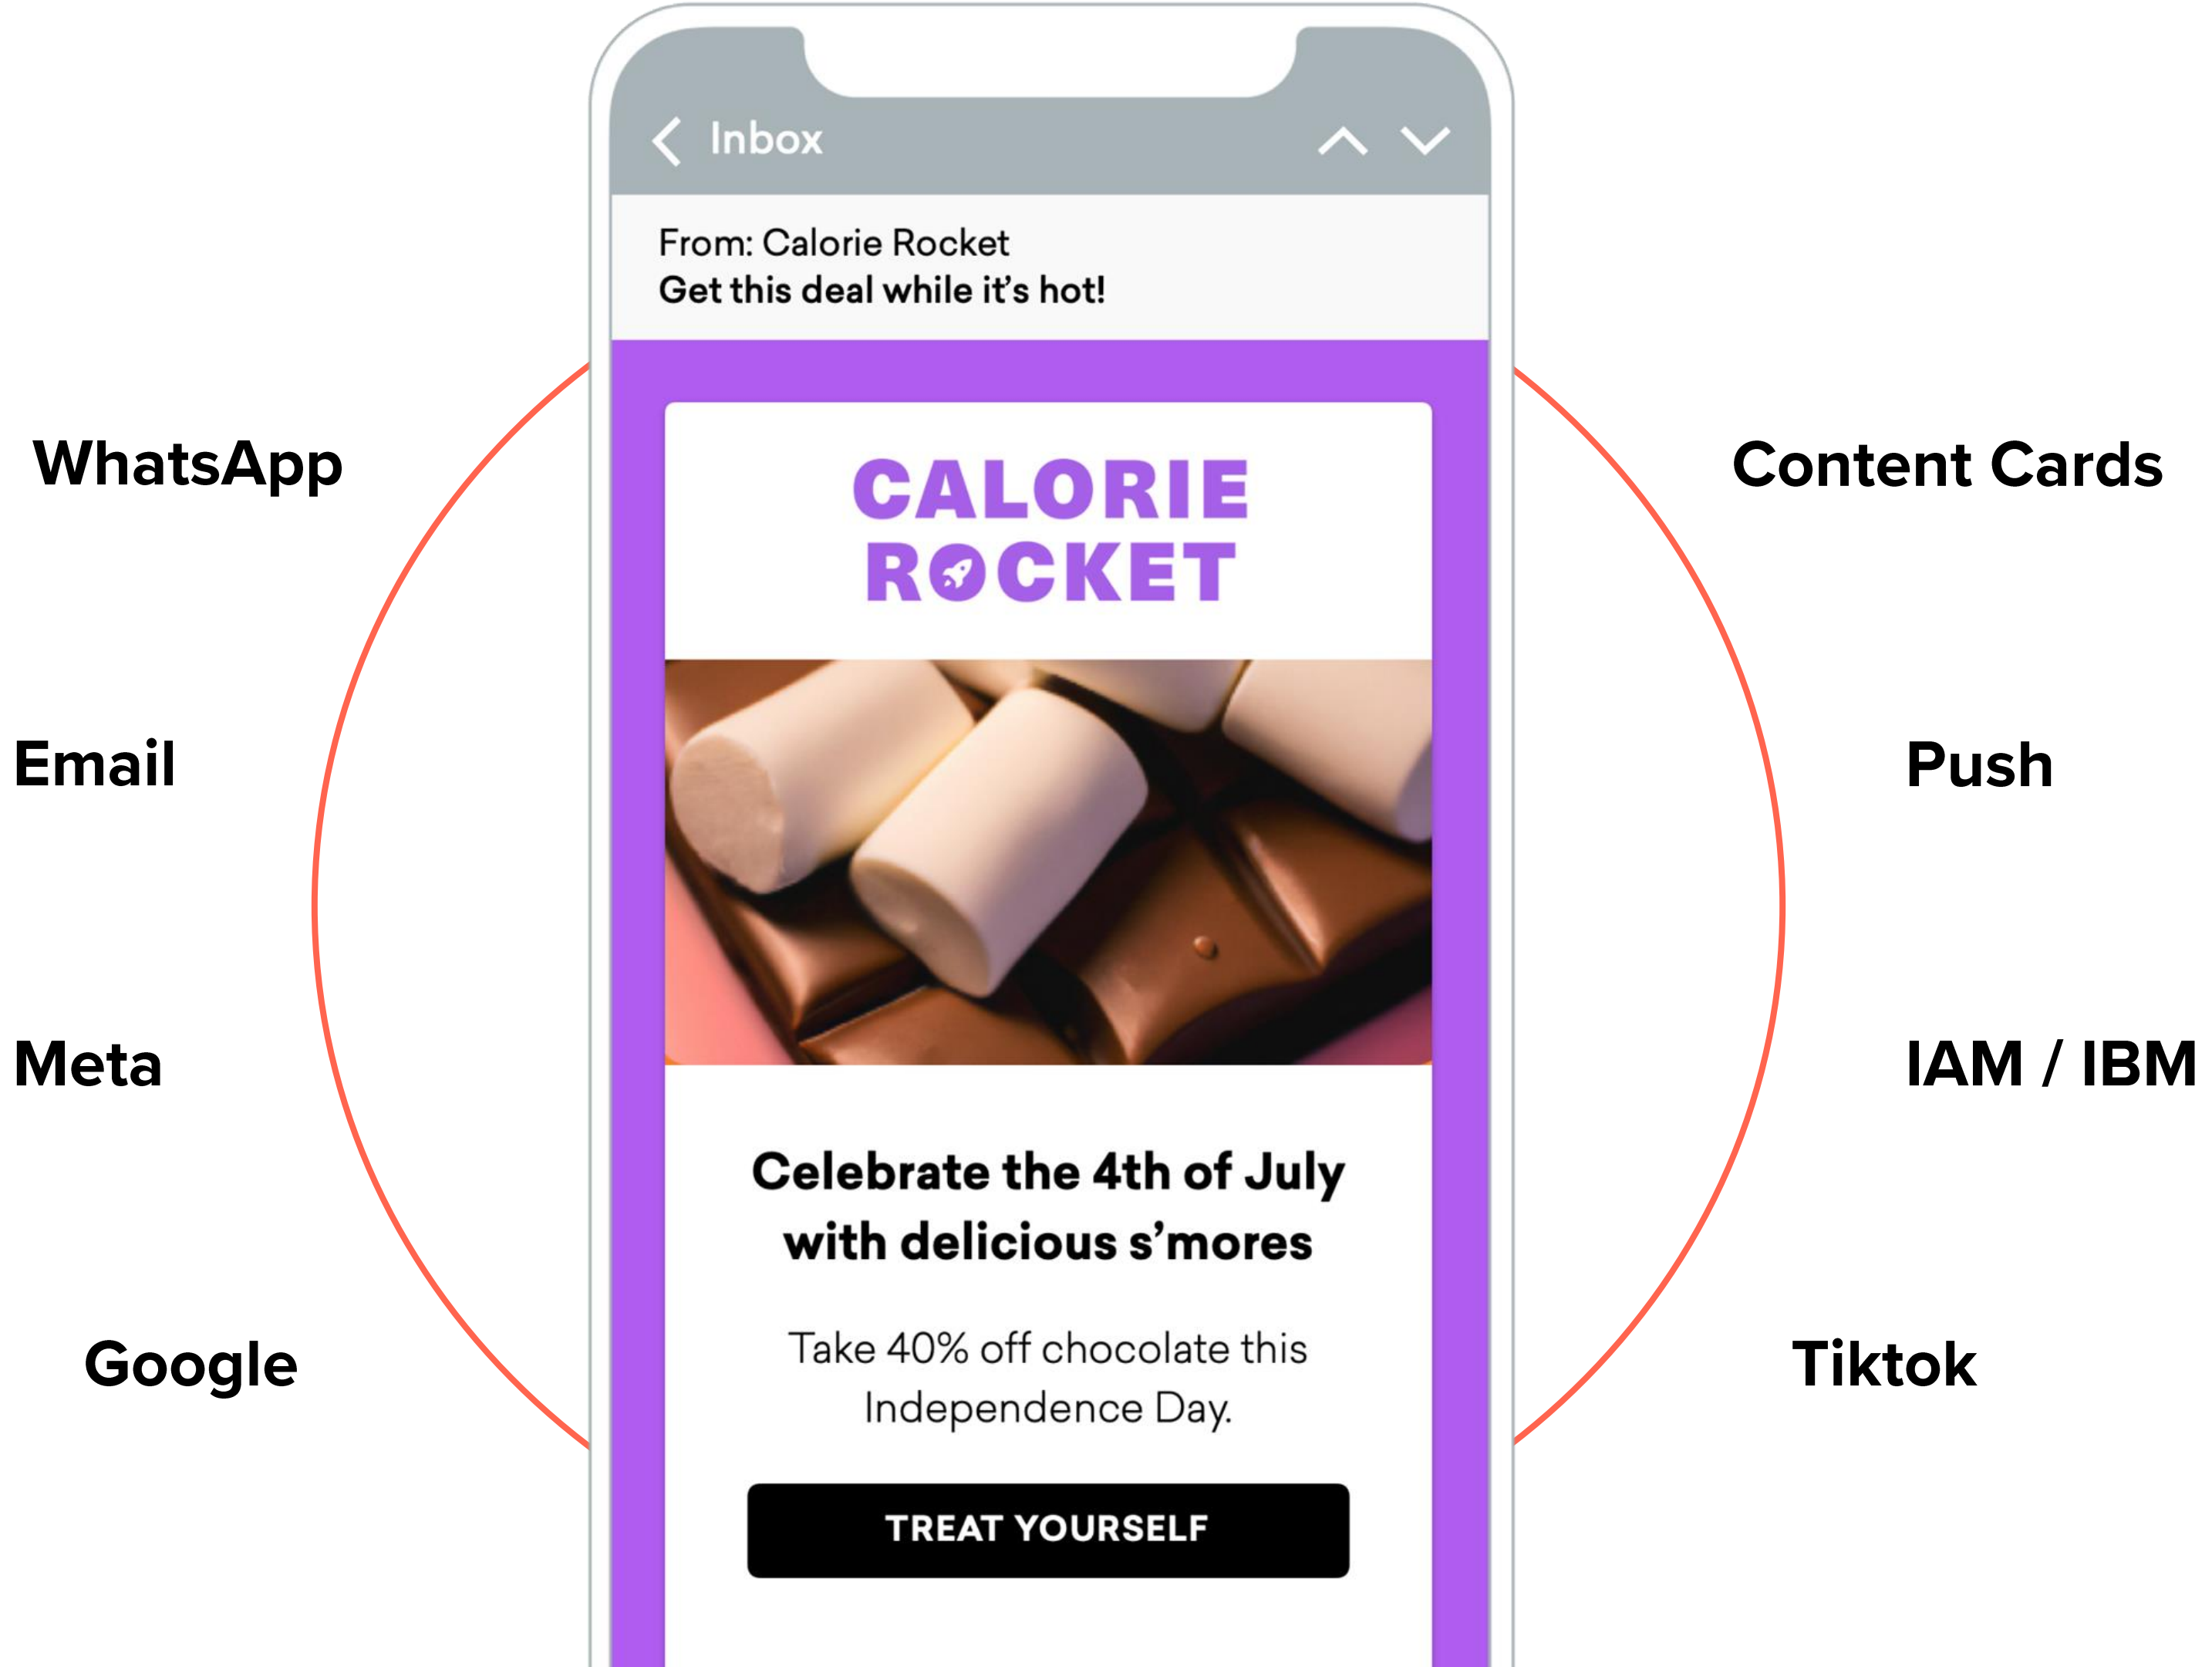 Inbox
From: Calorie Rocket
Get this deal while it’s hot!
CALORIE
ROCKET
Celebrate the 4th of July
with delicious s’mores
Take 40% off chocolate this
Independence Day.
TREAT YOURSELF
WhatsApp
Email
Meta
Google
Content Cards
Push
IAM / IBM
Tiktok